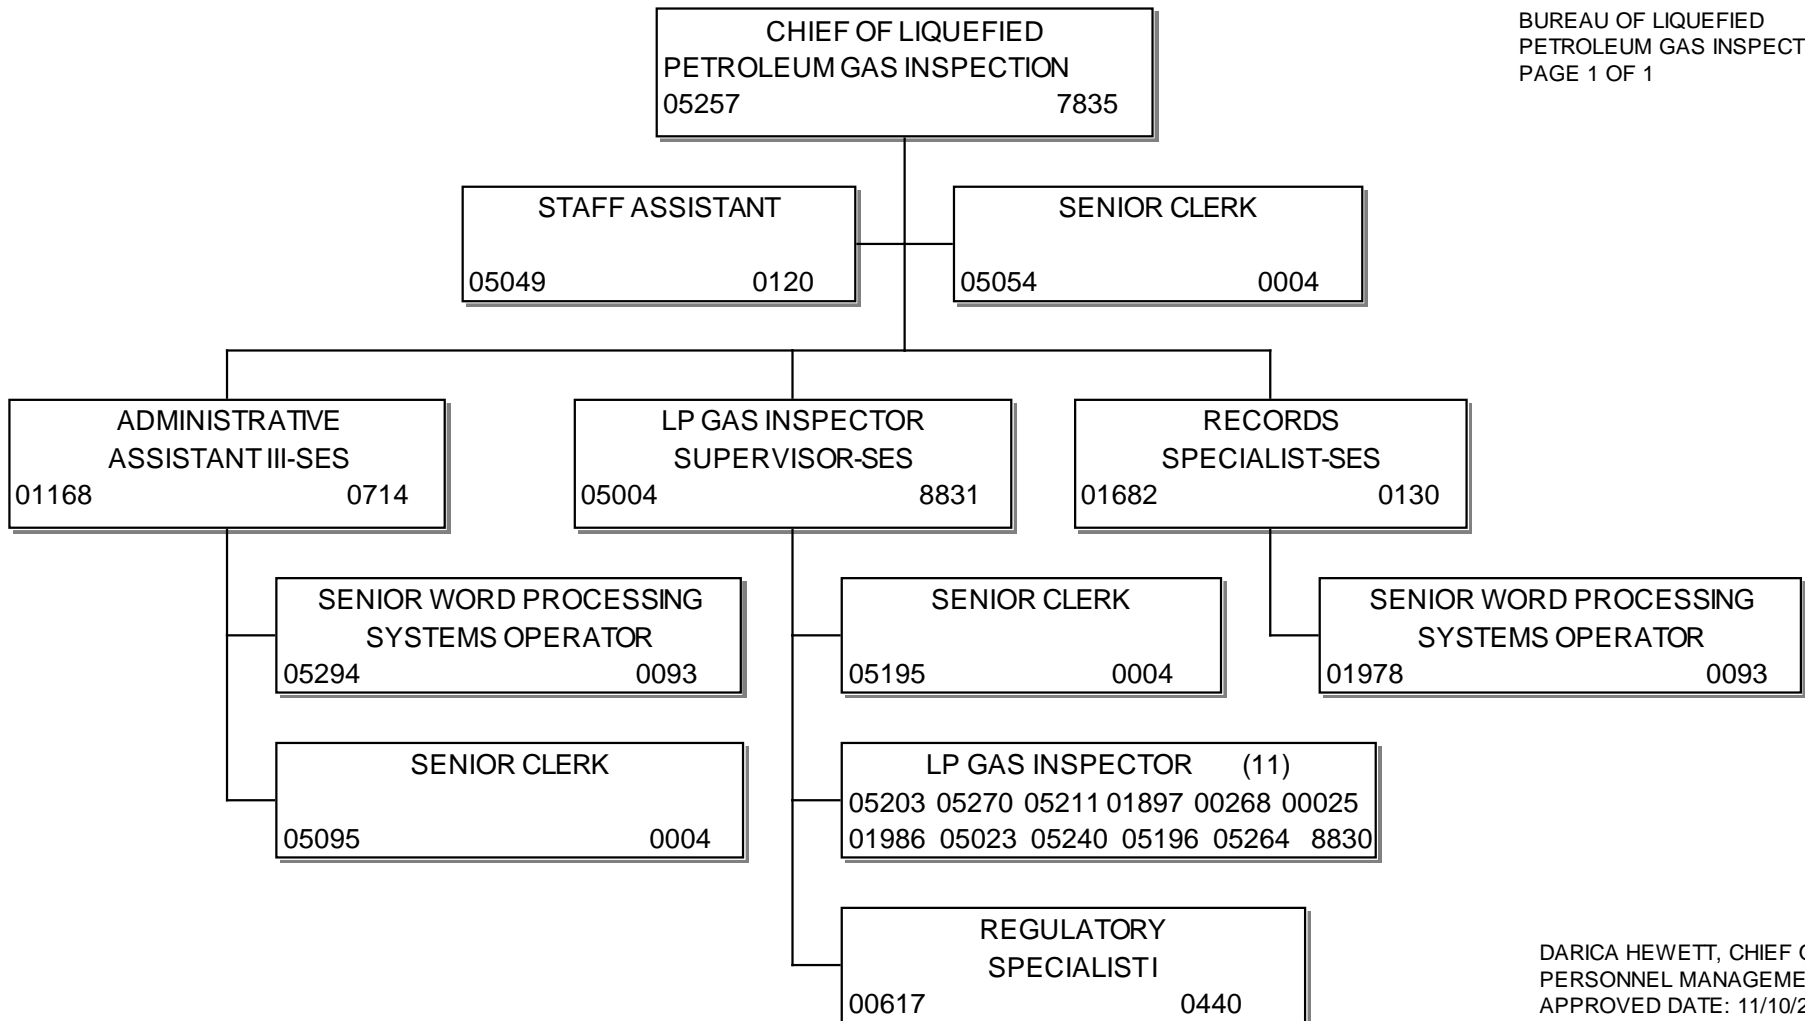 CHIEF OF LIQUEFIED
PETROLEUM GAS INSPECTION
05257 7835
BUREAU OF LIQUEFIED
PETROLEUM GAS INSPECT
PAGE 1 OF 1
STAFF ASSISTANT
05049 0120
SENIOR CLERK
05054 0004
ADMINISTRATIVE
ASSISTANT III-SES
01168 0714
LP GAS INSPECTOR
SUPERVISOR-SES
05004 8831
RECORDS
SPECIALIST-SES
01682 0130
SENIOR WORD PROCESSING
SYSTEMS OPERATOR
05294 0093
SENIOR CLERK
05195 0004
SENIOR WORD PROCESSING
SYSTEMS OPERATOR
01978 0093
SENIOR CLERK
05095 0004
LP GAS INSPECTOR (11)
05203 05270 05211 01897 00268 00025
01986 05023 05240 05196 05264 8830
REGULATORY
SPECIALIST I
00617 0440
DARICA HEWETT, CHIEF
PERSONNEL MANAGEME
APPROVED DATE: 11/10/2